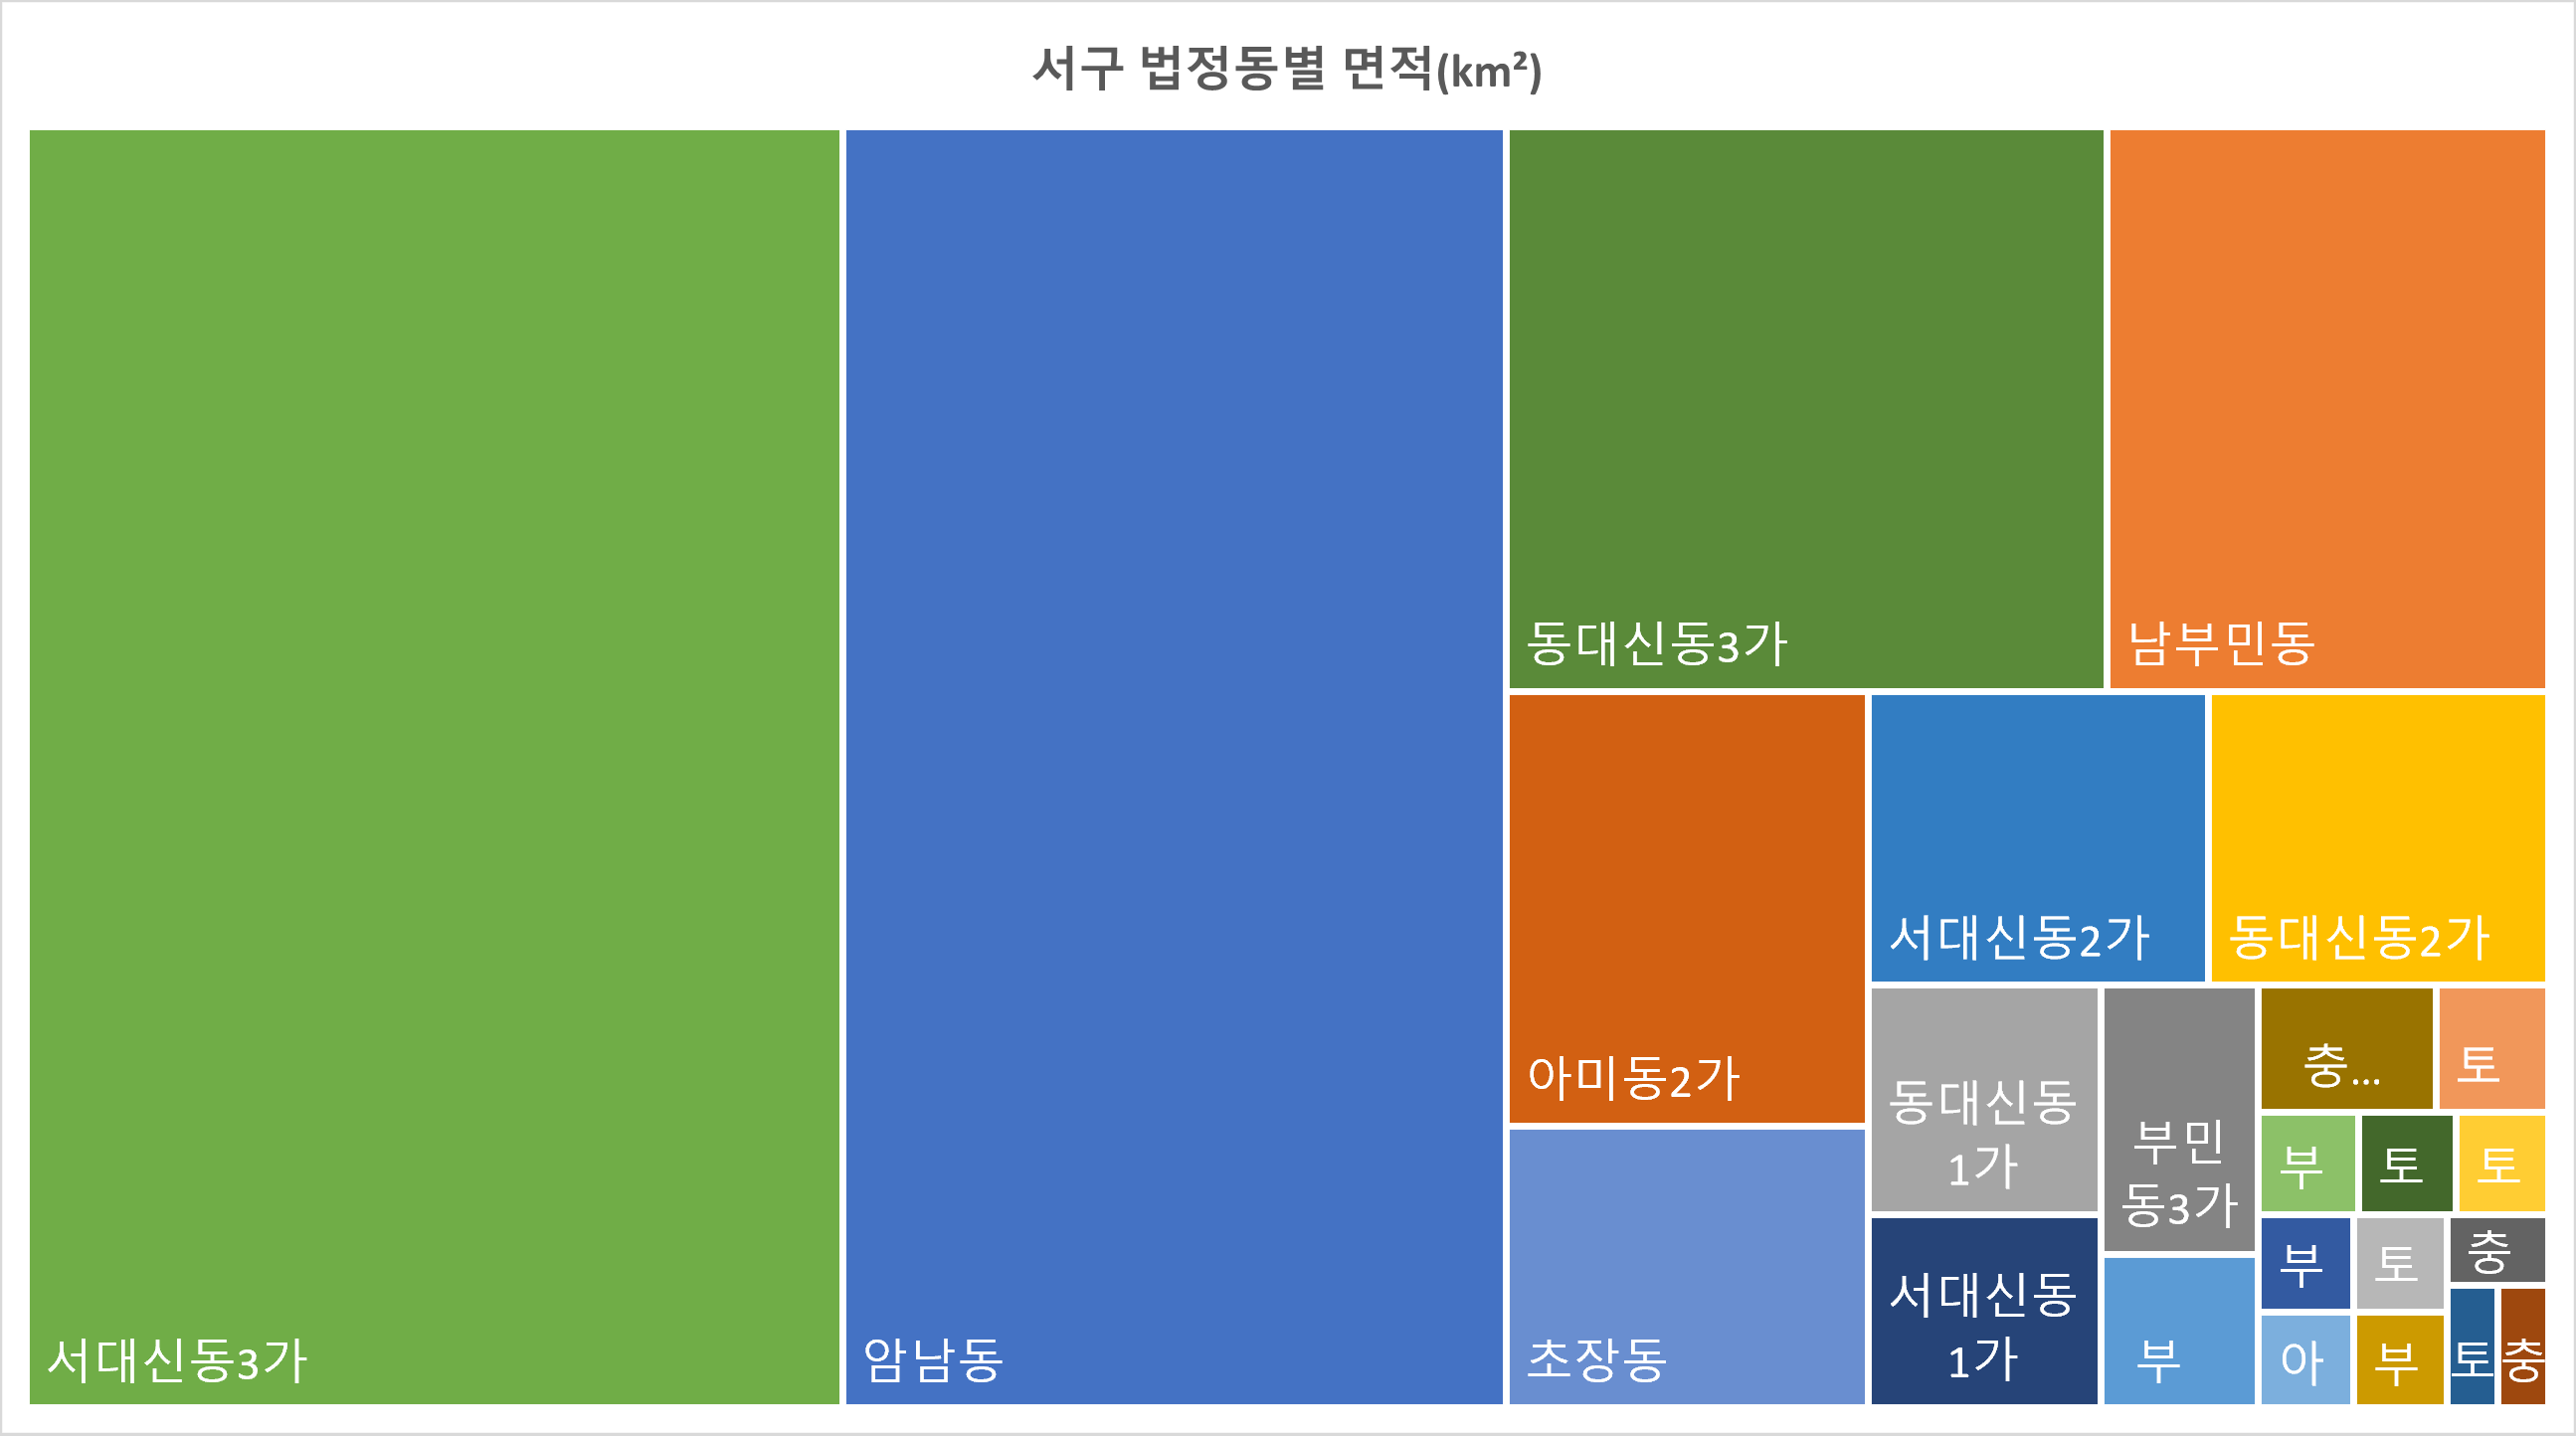 서구 법정동별 면적(km²)
서대신동3가
암남동
동대신동3가
남부민동
아미동2가
서대신동2가
동대신동2가
초장동
동대신동
1가
서대신동
1가
부민
동3가
부
충...
토
부
토
토
부
토
충
아
부
토
충